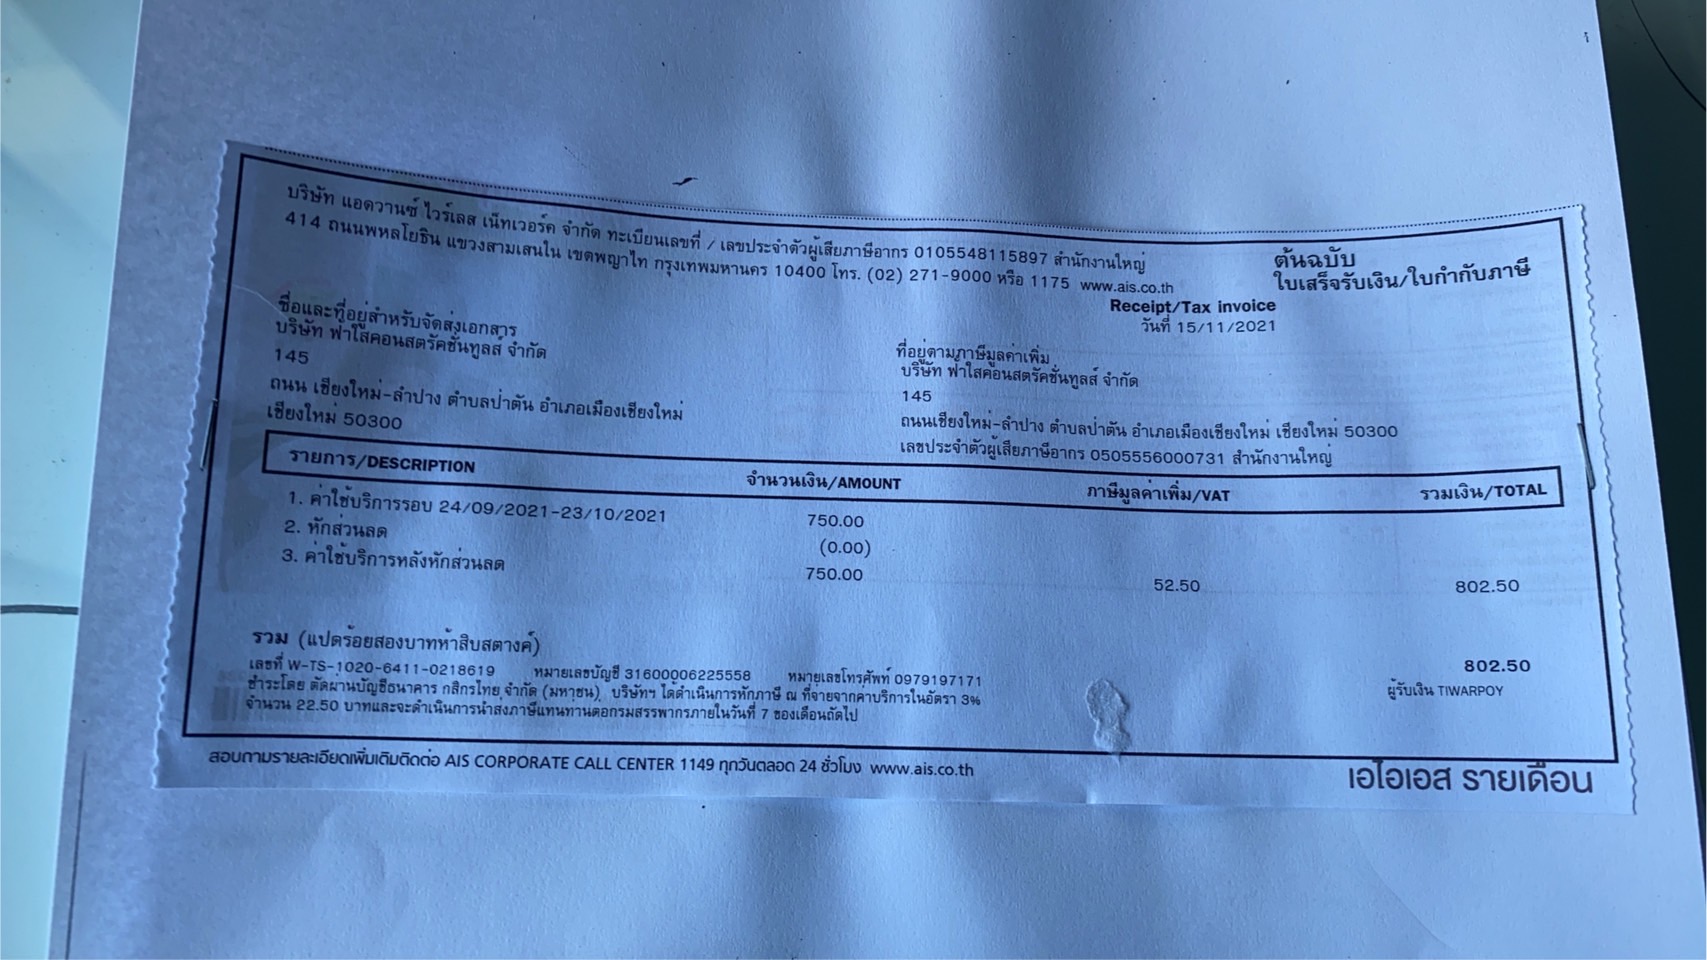 บริษัท แอดวานซ์ ไวร์เลส เน็ทเวอร์ค จำกัด ทะเบียนเลขที่ / เลขประจำตัวผู้เสียภาษีอากร 0105548115897 สำนักงานใหญ่
414 ถนนพหลโยธิน แขวงสามเสนใน เขตพญาไท กรุงเทพมหานคร 10400 โทร. (02) 271-9000 หรือ 1175 www.ais.co.th
ต้นฉบับ
ใบเสร็จรับเงิน/ใบกำกับภาษี
Receipt/Tax invoice
วันที่ 15/11/2021
ชื่อและที่อยู่สำหรับจัดส่งเอกสาร
บริษัท ฟ้าใสคอนสตรัคชั่นทูลส์ จำกัด
145
ถนน เชียงใหม่-ลำปาง ตำบลป่าตัน อำเภอเมืองเชียงใหม่
เชียงใหม่ 50300
ที่อยู่ตามภาษีมูลค่าเพิ่ม
บริษัท ฟ้าใสคอนสตรัคชั่นทูลส์ จำกัด
145
ถนนเชียงใหม่-ลำปาง ตำบลป่าตัน อำเภอเมืองเชียงใหม่ เชียงใหม่ 50300
เลขประจำตัวผู้เสียภาษีอากร 0505556000731 สำนักงานใหญ่
รายการ/DESCRIPTION จำนวนเงิน/AMOUNT ภาษีมูลค่าเพิ่ม/VAT รวมเงิน/TOTAL
1. ค่าใช้บริการรอบ 24/09/2021-23/10/2021 750.00
2. หักส่วนลด (0.00)
3. ค่าใช้บริการหลังหักส่วนลด 750.00 52.50 802.50
รวม (แปดร้อยสองบาทห้าสิบสตางค์) 802.50
เลขที่ W-TS-1020-6411-0218619 หมายเลขบัญชี 31600006225558 หมายเลขโทรศัพท์ 0979197171
ชำระโดย ตัดผ่านบัญชีธนาคาร กสิกรไทย จำกัด (มหาชน) บริษัทฯ ได้ดำเนินการหักภาษี ณ ที่จ่ายจากค่าบริการในอัตรา 3%
จำนวน 22.50 บาทและจะดำเนินการนำส่งภาษีแทนท่านต่อกรมสรรพากรภายในวันที่ 7 ของเดือนถัดไป
ผู้รับเงิน TIWARPOY
สอบถามรายละเอียดเพิ่มเติมติดต่อ AIS CORPORATE CALL CENTER 1149 ทุกวันตลอด 24 ชั่วโมง www.ais.co.th
เอไอเอส รายเดือน